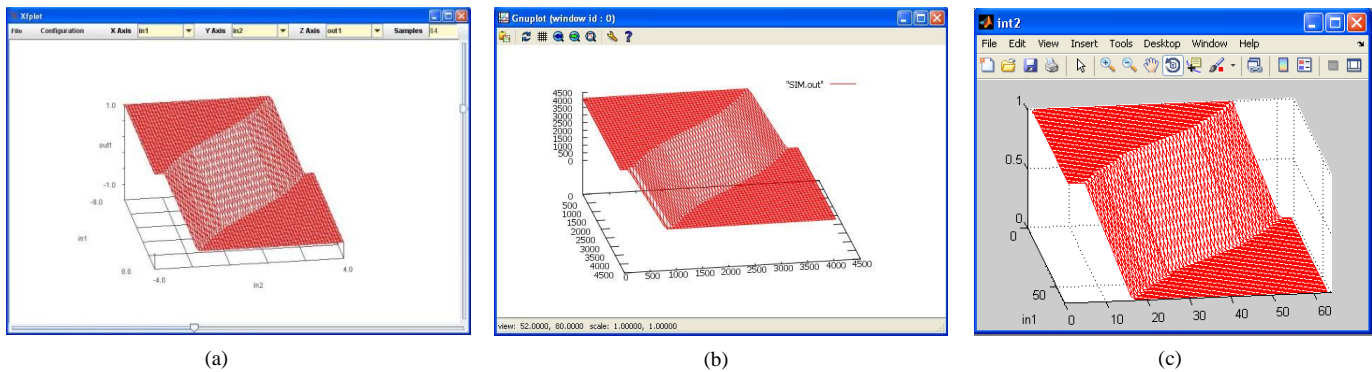 Xfplot
File Configuration X Axis in1 Y Axis in2 Z Axis out1 Samples 64
1.0
out1
-1.0
-8.0
in1
8.0
-4.0
in2
4.0
(a)
Gnuplot (window id : 0)
"SIM.out"
4500
4000
3500
3000
2500
2000
1500
1000
500
0
0
500
1000
1500
2000
2500
3000
3500
4000
4500
0 500 1000 1500 2000 2500 3000 3500 4000 4500
view: 52.0000, 80.0000 scale: 1.00000, 1.00000
(b)
int2
File Edit View Insert Tools Desktop Window Help
1
0.5
0
0
50
in1
0 10 20 30 40 50 60
(c)